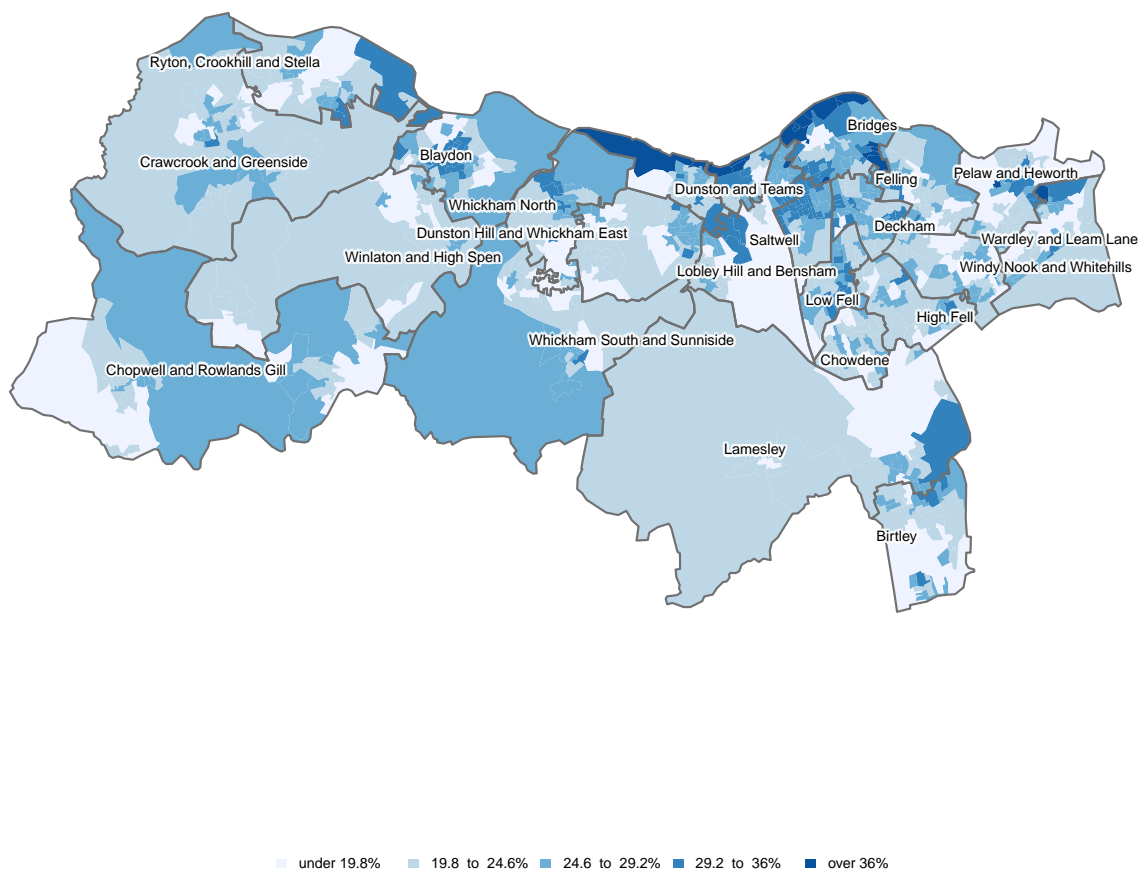 Ryton, Crookhill and Stella
Bridges
Crawcrook and Greenside
Blaydon
Pelaw and Heworth
Felling
Dunston and Teams
Whickham North
Deckham
Dunston Hill and Whickham East
Saltwell
Wardley and Leam Lane
Winlaton and High Spen
Windy Nook and Whitehills
Lobley Hill and Bensham
Low Fell
High Fell
Whickham South and Sunniside
Chowdene
Chopwell and Rowlands Gill
Lamesley
Birtley
under 19.8% 19.8 to 24.6% 24.6 to 29.2% 29.2 to 36% over 36%